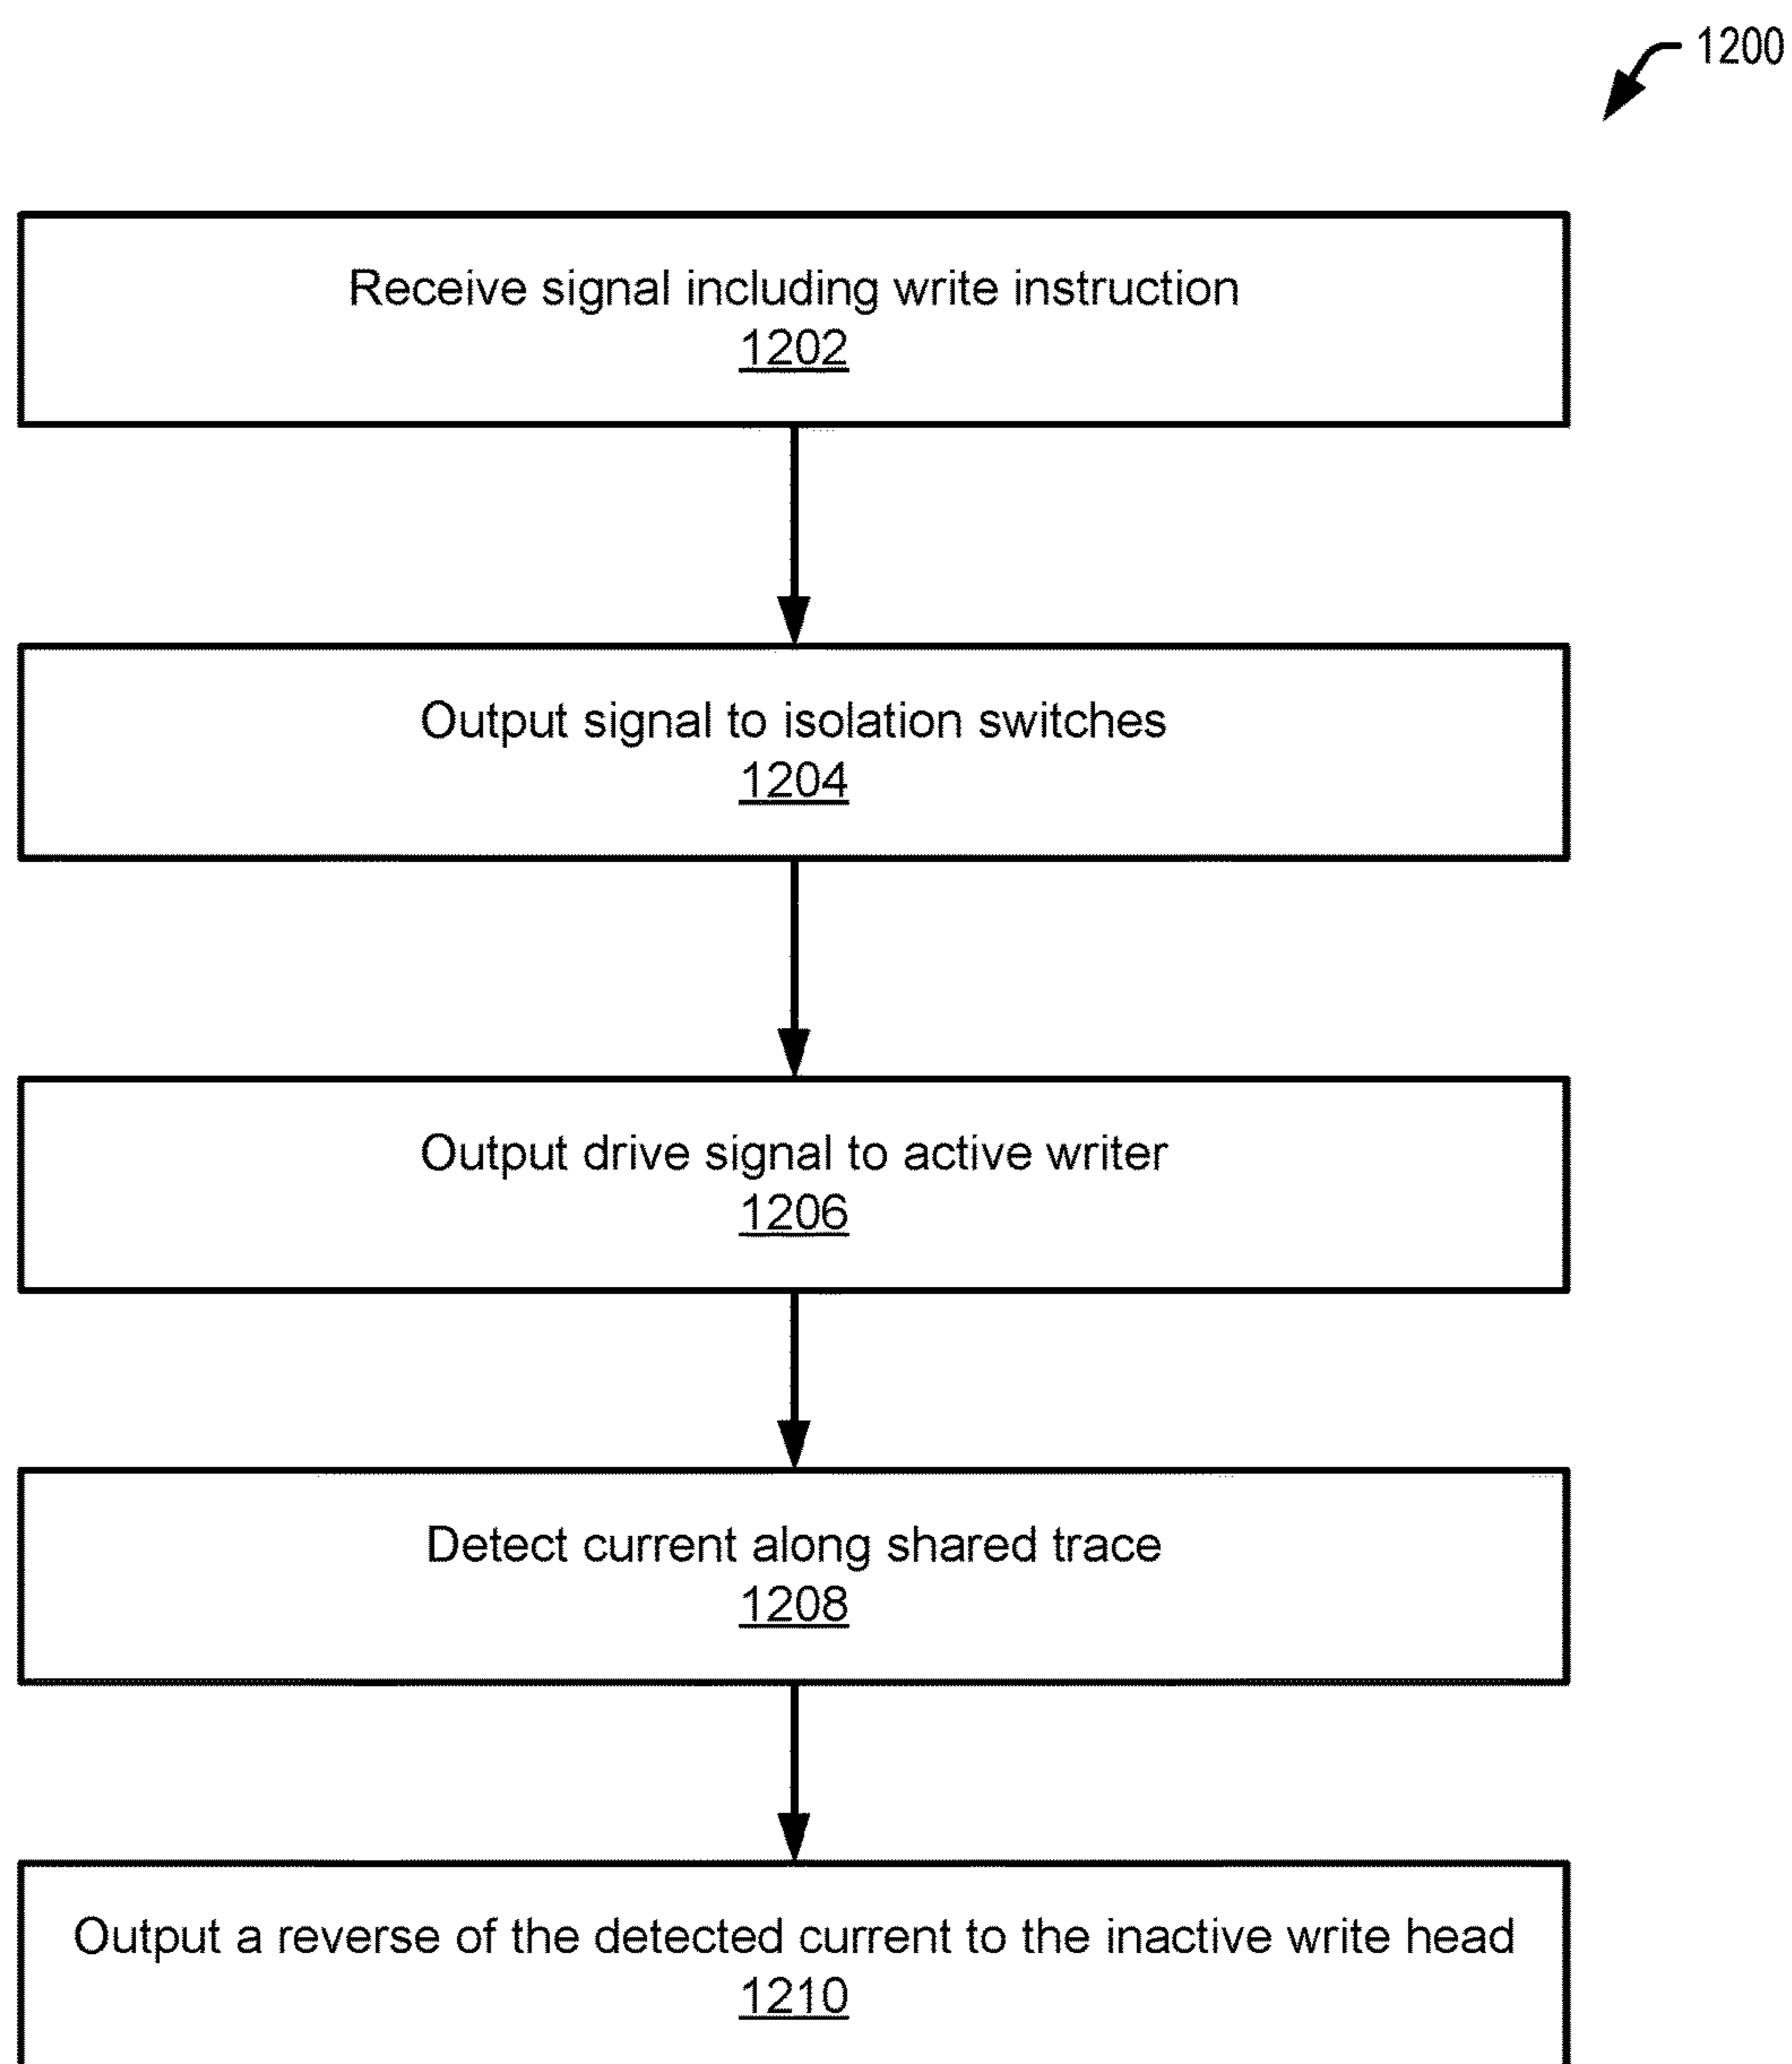 1200
Receive signal including write instruction
1202
Output signal to isolation switches
1204
Output drive signal to active writer
1206
Detect current along shared trace
1208
Output a reverse of the detected current to the inactive write head
1210